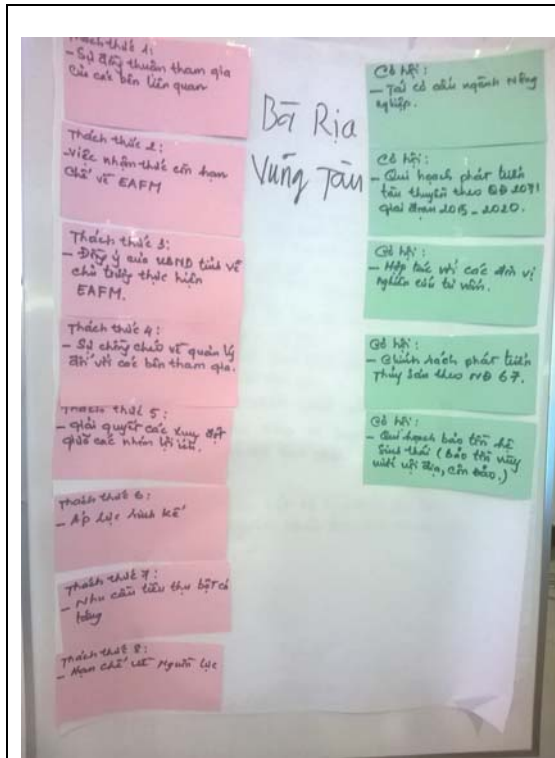 Thách thức 1:
- Sự đồng thuận tham gia
của các bên liên quan
Thách thức 2:
- việc nhận thức còn hạn
chế về EAFM
Thách thức 3:
- Đồng ý của UBND tỉnh về
chủ trương thực hiện
EAFM.
Thách thức 4:
- Sự chồng chéo về quản lý
đối với các bên tham gia.
Thách thức 5:
- giải quyết các xung đột
giữa các nhóm lợi ích.
Thách thức 6:
- Áp lực sinh kế
Thách thức 7:
- Nhu cầu tiêu thụ bột cá
tăng
Thách thức 8:
- Hạn chế về Nguồn lực
Bà Rịa
Vũng Tàu
Cơ hội:
- Tái cơ cấu ngành Nông
nghiệp.
Cơ hội:
- Qui hoạch phát triển
tàu thuyền theo QĐ
giai đoạn 2015-2020.
Cơ hội:
- Hợp tác với các đơn vị
nghiên cứu tư vấn.
Cơ hội:
- Chính sách phát triển
Thủy sản theo NĐ 67.
Cơ hội:
- Qui hoạch bảo tồn hệ
sinh thái (Bảo tồn vùng
nước nội địa, Côn Đảo.)